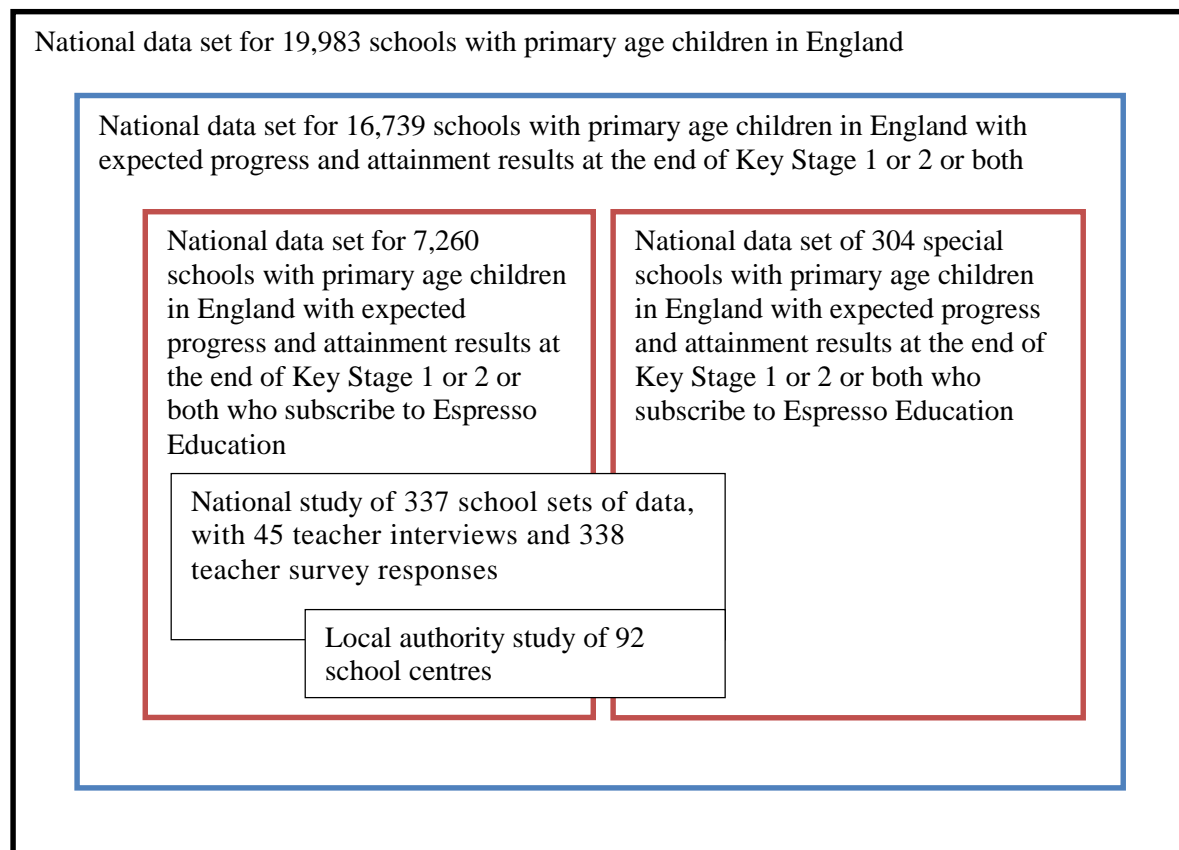 National data set for 19,983 schools with primary age children in England
National data set for 16,739 schools with primary age children in England with
expected progress and attainment results at the end of Key Stage 1 or 2 or both
National data set for 7,260
schools with primary age children
in England with expected
progress and attainment results at
the end of Key Stage 1 or 2 or
both who subscribe to Espresso
Education
National data set of 304 special
schools with primary age children
in England with expected progress
and attainment results at the end of
Key Stage 1 or 2 or both who
subscribe to Espresso Education
National study of 337 school sets of data,
with 45 teacher interviews and 338
teacher survey responses
Local authority study of 92
school centres